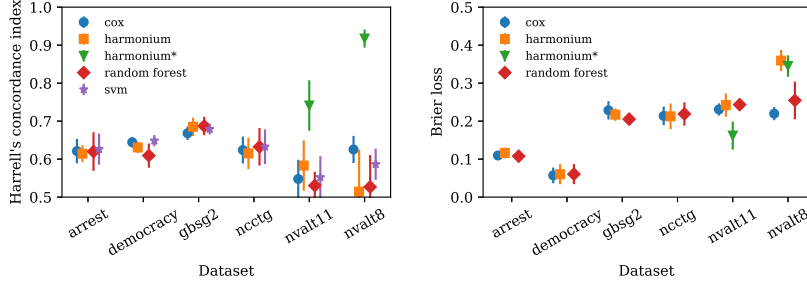 Harrell's concordance index
1.0
0.9
0.8
0.7
0.6
0.5
cox
harmonium
harmonium*
random forest
svm
arrest
democracy
gbsg2
ncctg
nvalt11
nvalt8
Dataset
Brier loss
0.5
0.4
0.3
0.2
0.1
0.0
cox
harmonium
harmonium*
random forest
arrest
democracy
gbsg2
ncctg
nvalt11
nvalt8
Dataset